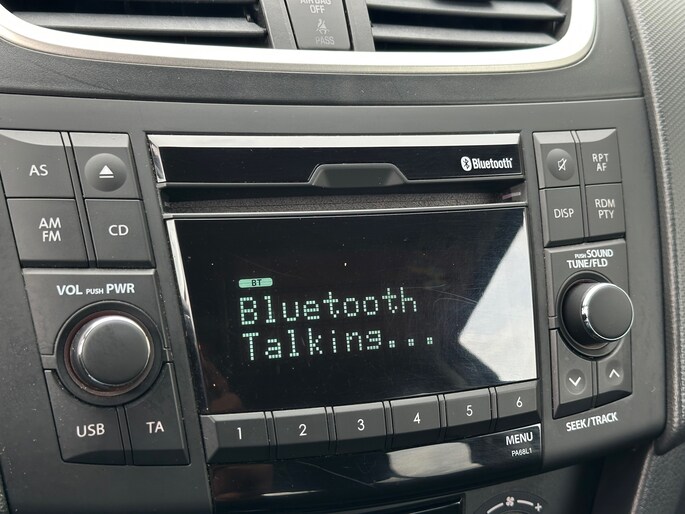 AIRBAG
OFF
PASS
Bluetooth
AS
AM
FM
CD
RPT
AF
DISP
RDM
PTY
VOL PUSH PWR
PUSH SOUND
TUNE/FLD
BT
Bluetooth
Talking...
USB
TA
1
2
3
4
5
6
SEEK/TRACK
MENU
PA68L1